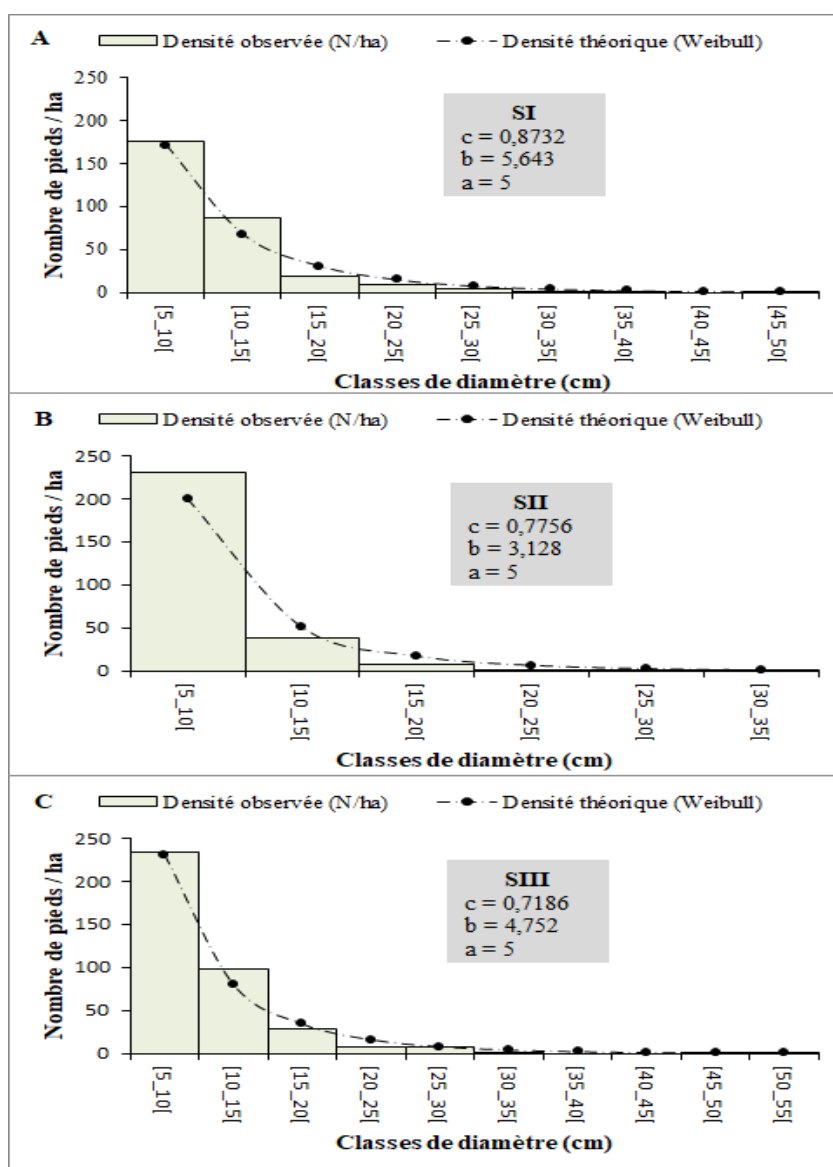 A
Densité observée (N/ha) Densité théorique (Weibull)
Nombre de pieds / ha
250
200
150
100
50
0
SI
c = 0,8732
b = 5,643
a = 5
[5_10[
[10_15[
[15_20[
[20_25[
[25_30[
[30_35[
[35_40[
[40_45[
[45_50[
Classes de diamètre (cm)
B
Densité observée (N/ha) Densité théorique (Weibull)
Nombre de pieds / ha
250
200
150
100
50
0
SII
c = 0,7756
b = 3,128
a = 5
[5_10[
[10_15[
[15_20[
[20_25[
[25_30[
[30_35[
Classes de diamètre (cm)
C
Densité observée (N/ha) Densité théorique (Weibull)
Nombre de pieds / ha
250
200
150
100
50
0
SIII
c = 0,7186
b = 4,752
a = 5
[5_10[
[10_15[
[15_20[
[20_25[
[25_30[
[30_35[
[35_40[
[40_45[
[45_50[
[50_55[
Classes de diamètre (cm)